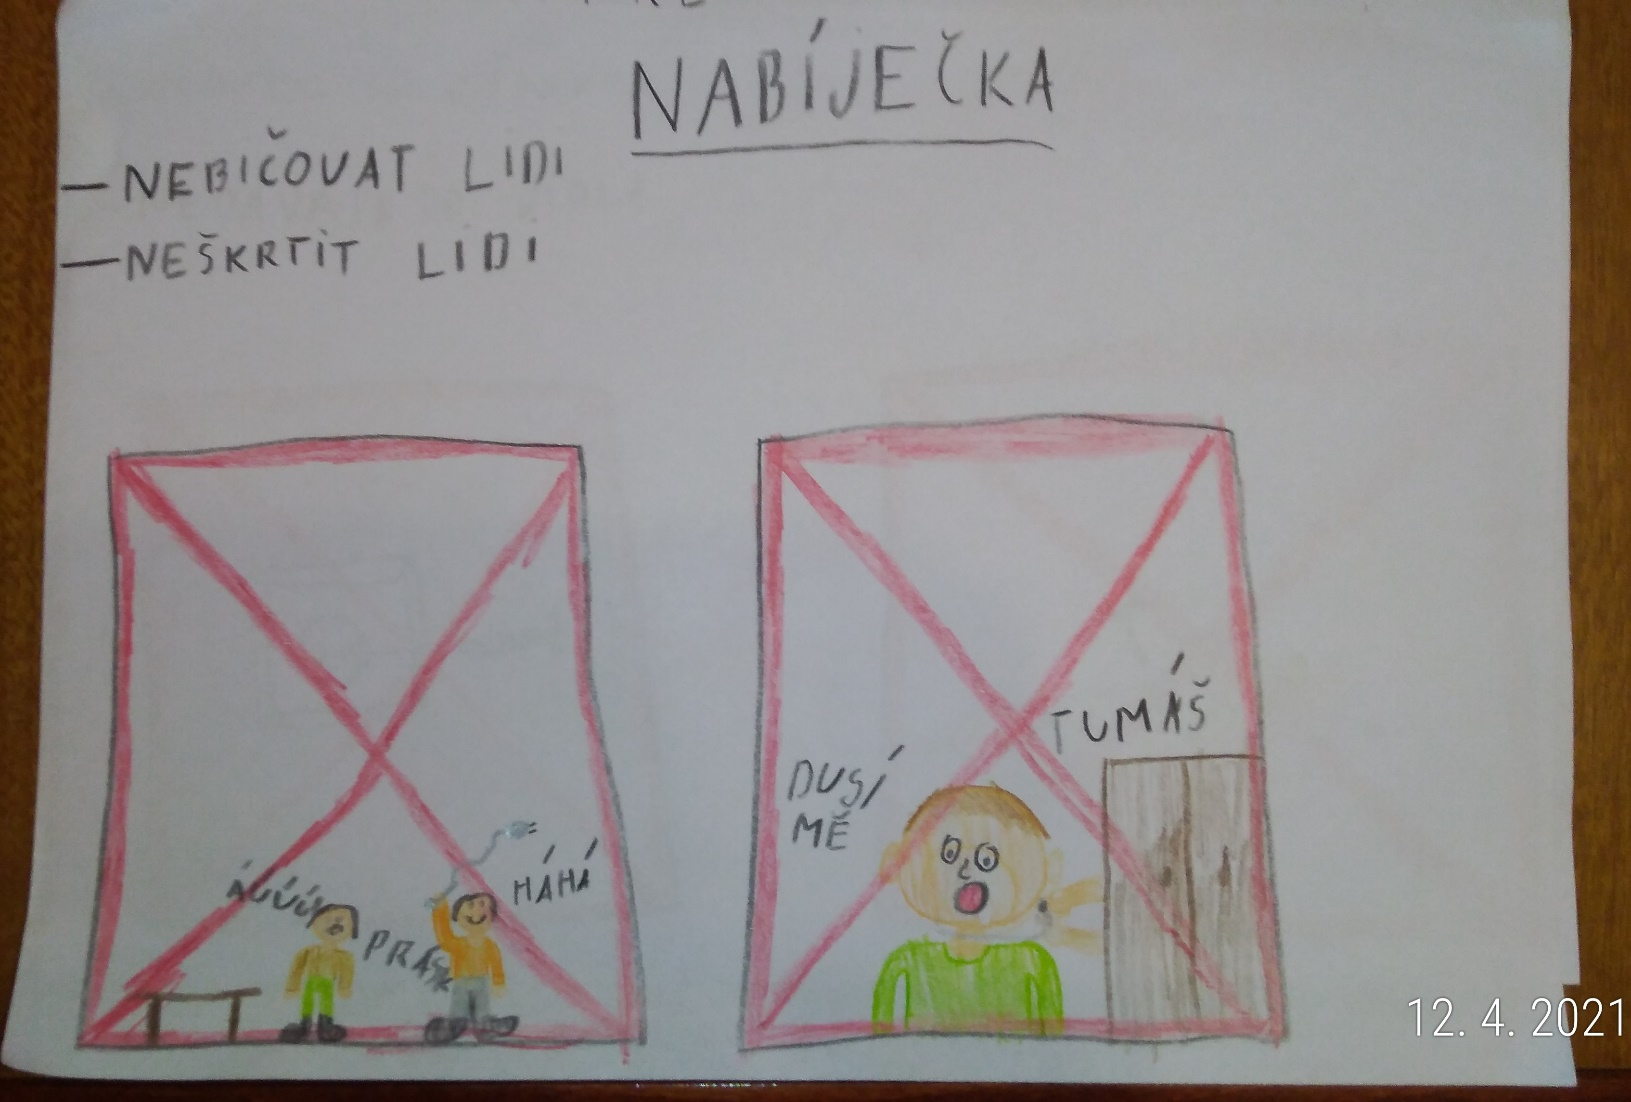 NABÍJEČKA
— NEBIČOVAT LIDI
— NEŠKRTIT LIDI
TUMÁŠ
DUSÍ
MĚ
HÁHÁ
ÁÚÚÚ
PRÁSK
12. 4. 2021